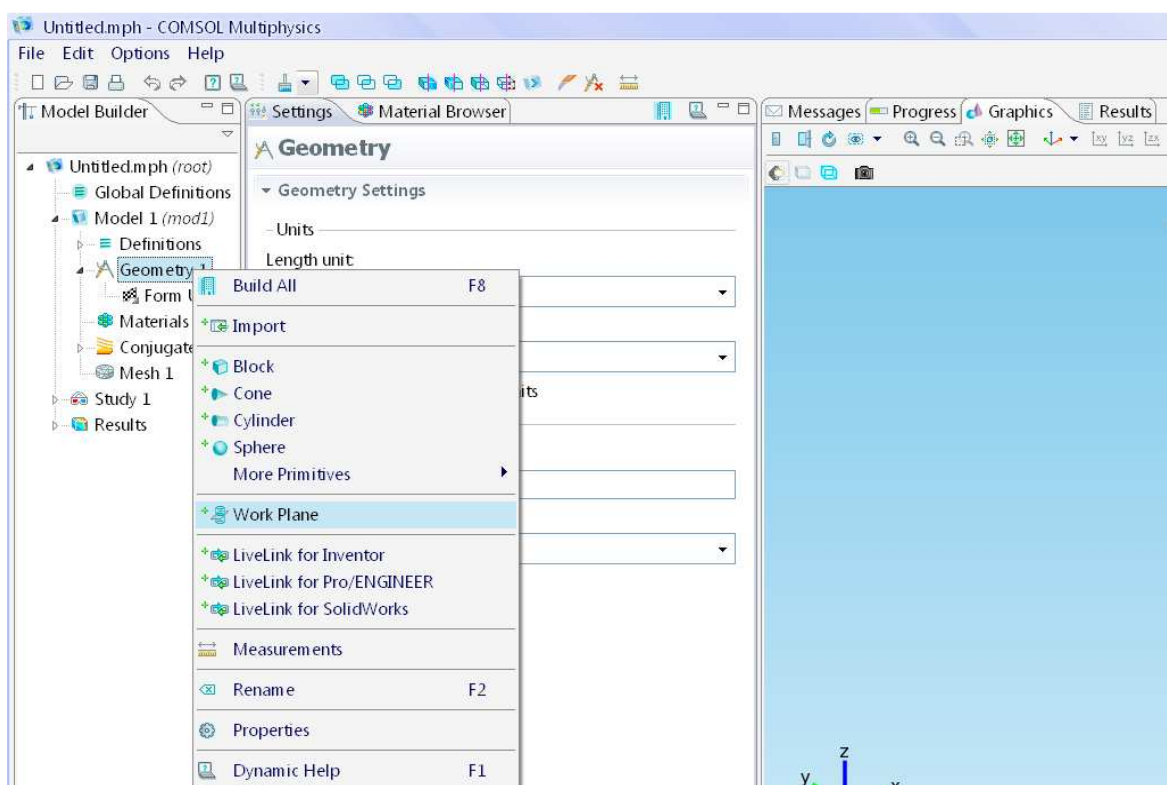 Untitled.mph - COMSOL Multiphysics
File Edit Options Help
Model Builder
Settings Material Browser
Messages Progress Graphics Results
xy yz zx
Geometry
Untitled.mph (root)
Global Definitions
Geometry Settings
Model 1 (mod1)
Units
Definitions
Length unit:
Geometry 1
Build All F8
Form
Materials
Import
Conjugate
Mesh 1
Block
Study 1
Cone
its
Results
Cylinder
Sphere
More Primitives
Work Plane
LiveLink for Inventor
LiveLink for Pro/ENGINEER
LiveLink for SolidWorks
Measurements
Rename F2
Properties
Dynamic Help F1
z
y x